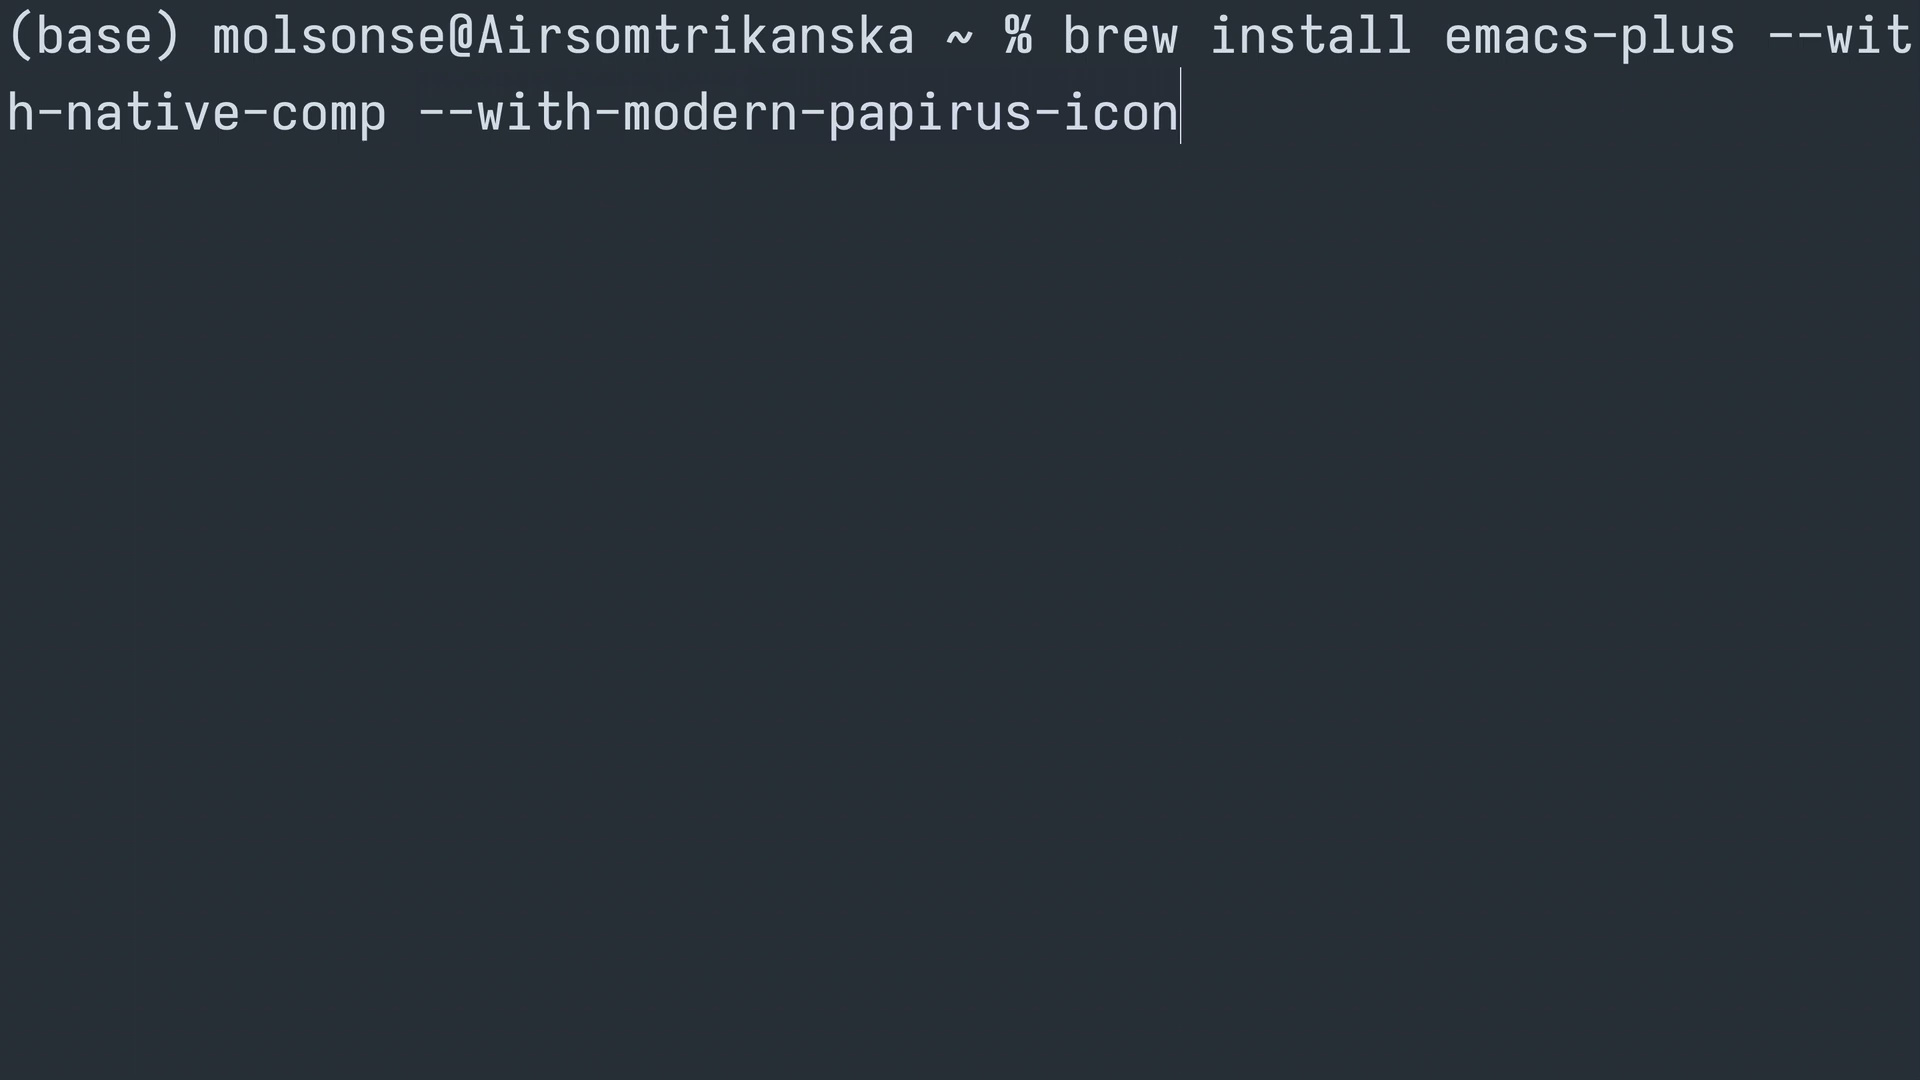 (base) molsonse@Airsomtrikanska ~ % brew install emacs-plus --wit
h-native-comp --with-modern-papirus-icon